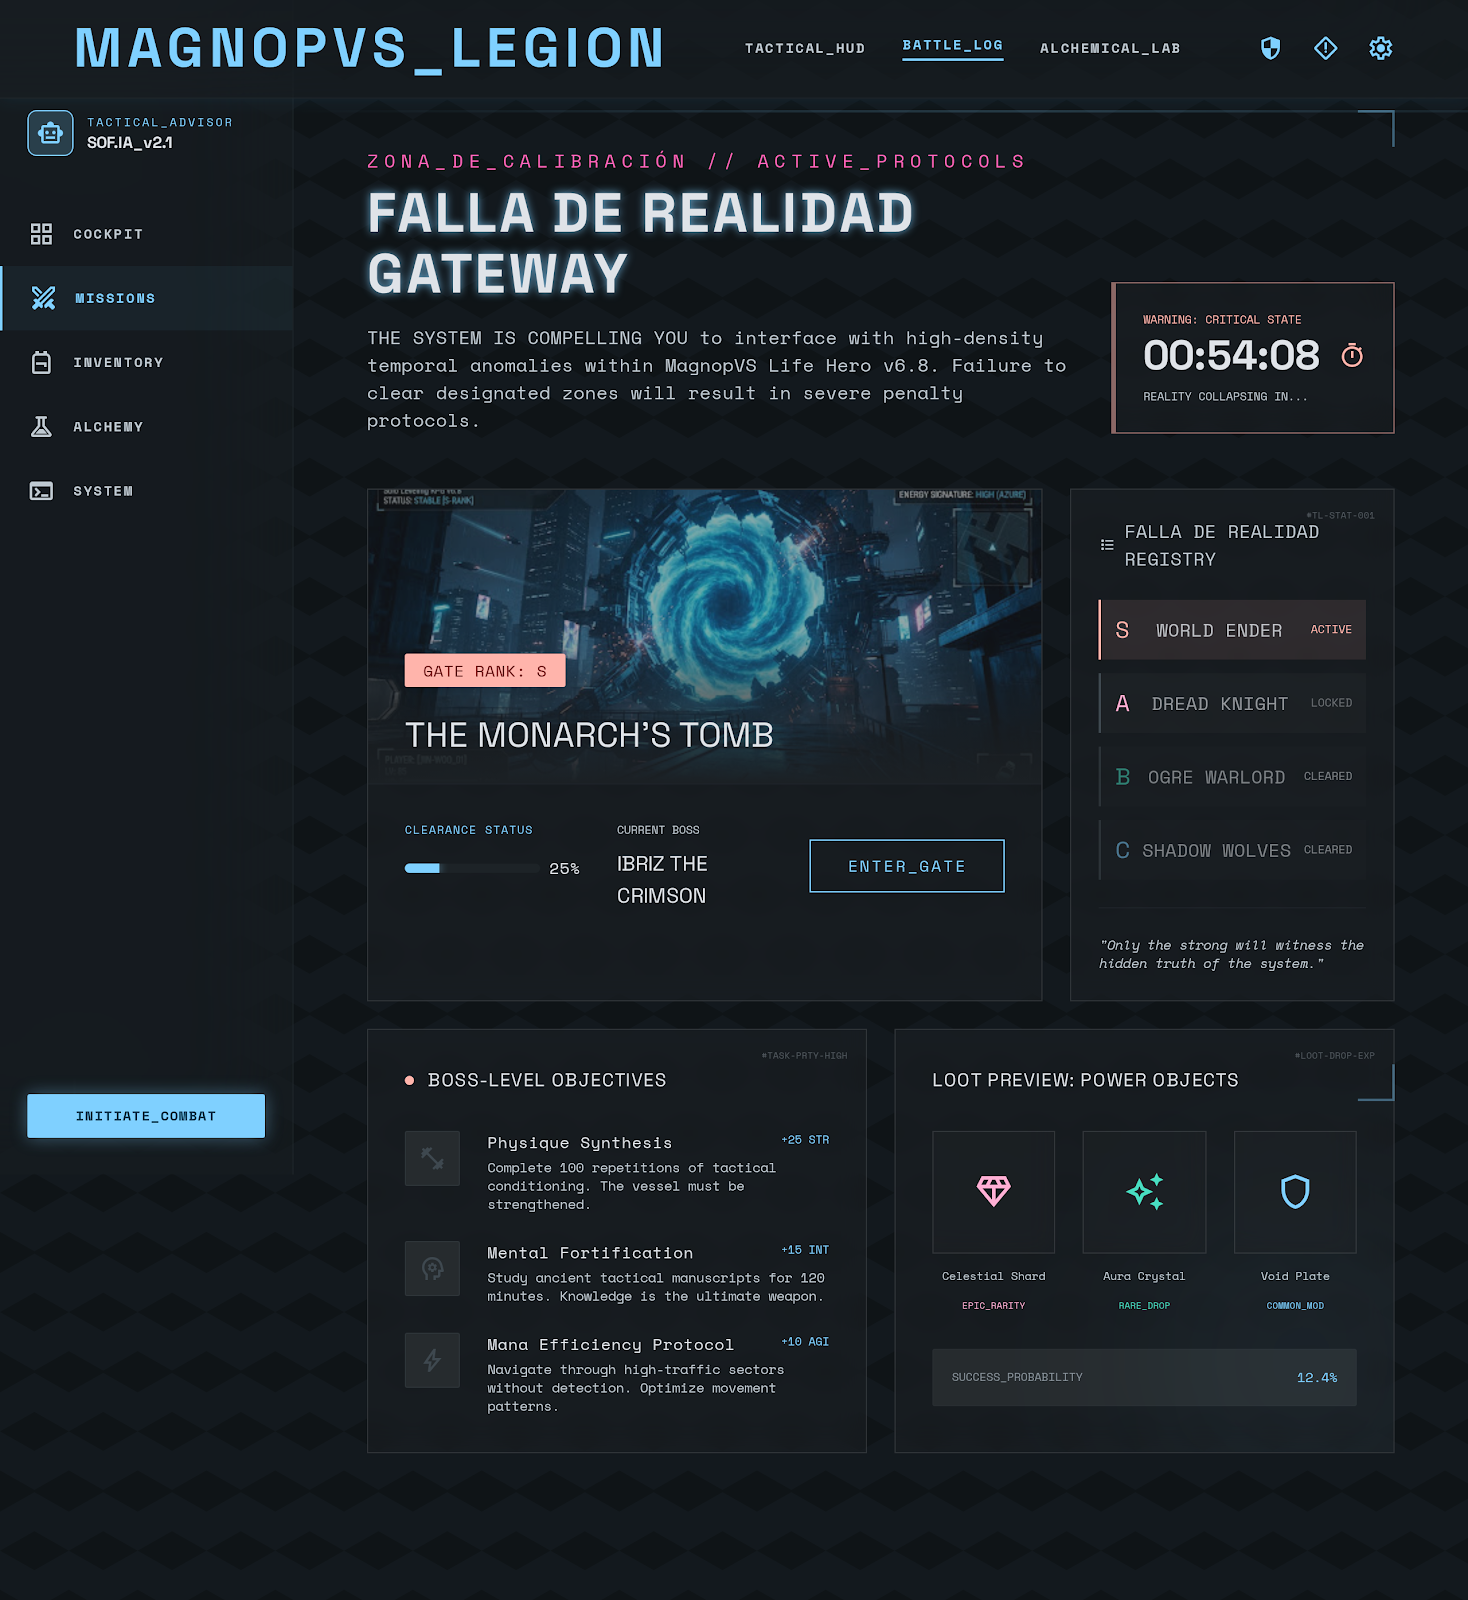 MAGNOPVS_LEGION
TACTICAL_HUD
BATTLE_LOG
ALCHEMICAL_LAB
TACTICAL_ADVISOR
SOF.IA_v2.1
COCKPIT
MISSIONS
INVENTORY
ALCHEMY
SYSTEM
INITIATE_COMBAT
ZONA_DE_CALIBRACIÓN // ACTIVE_PROTOCOLS
FALLA DE REALIDAD
GATEWAY
THE SYSTEM IS COMPELLING YOU to interface with high-density
temporal anomalies within MagnopVS Life Hero v6.8. Failure to
clear designated zones will result in severe penalty
protocols.
WARNING: CRITICAL STATE
00:54:08
REALITY COLLAPSING IN...
STATUS: STABLE [S-RANK]
ENERGY SIGNATURE: HIGH (AZURE)
GATE RANK: S
THE MONARCH'S TOMB
CLEARANCE STATUS
25%
CURRENT BOSS
IBRIZ THE
CRIMSON
ENTER_GATE
#TL-STAT-001
FALLA DE REALIDAD
REGISTRY
S WORLD ENDER ACTIVE
A DREAD KNIGHT LOCKED
B OGRE WARLORD CLEARED
C SHADOW WOLVES CLEARED
"Only the strong will witness the
hidden truth of the system."
#TASK-PRTY-HIGH
BOSS-LEVEL OBJECTIVES
Physique Synthesis
+25 STR
Complete 100 repetitions of tactical
conditioning. The vessel must be
strengthened.
Mental Fortification
+15 INT
Study ancient tactical manuscripts for 120
minutes. Knowledge is the ultimate weapon.
Mana Efficiency Protocol
+10 AGI
Navigate through high-traffic sectors
without detection. Optimize movement
patterns.
#LOOT-DROP-EXP
LOOT PREVIEW: POWER OBJECTS
Celestial Shard
EPIC_RARITY
Aura Crystal
RARE_DROP
Void Plate
COMMON_MOD
SUCCESS_PROBABILITY
12.4%